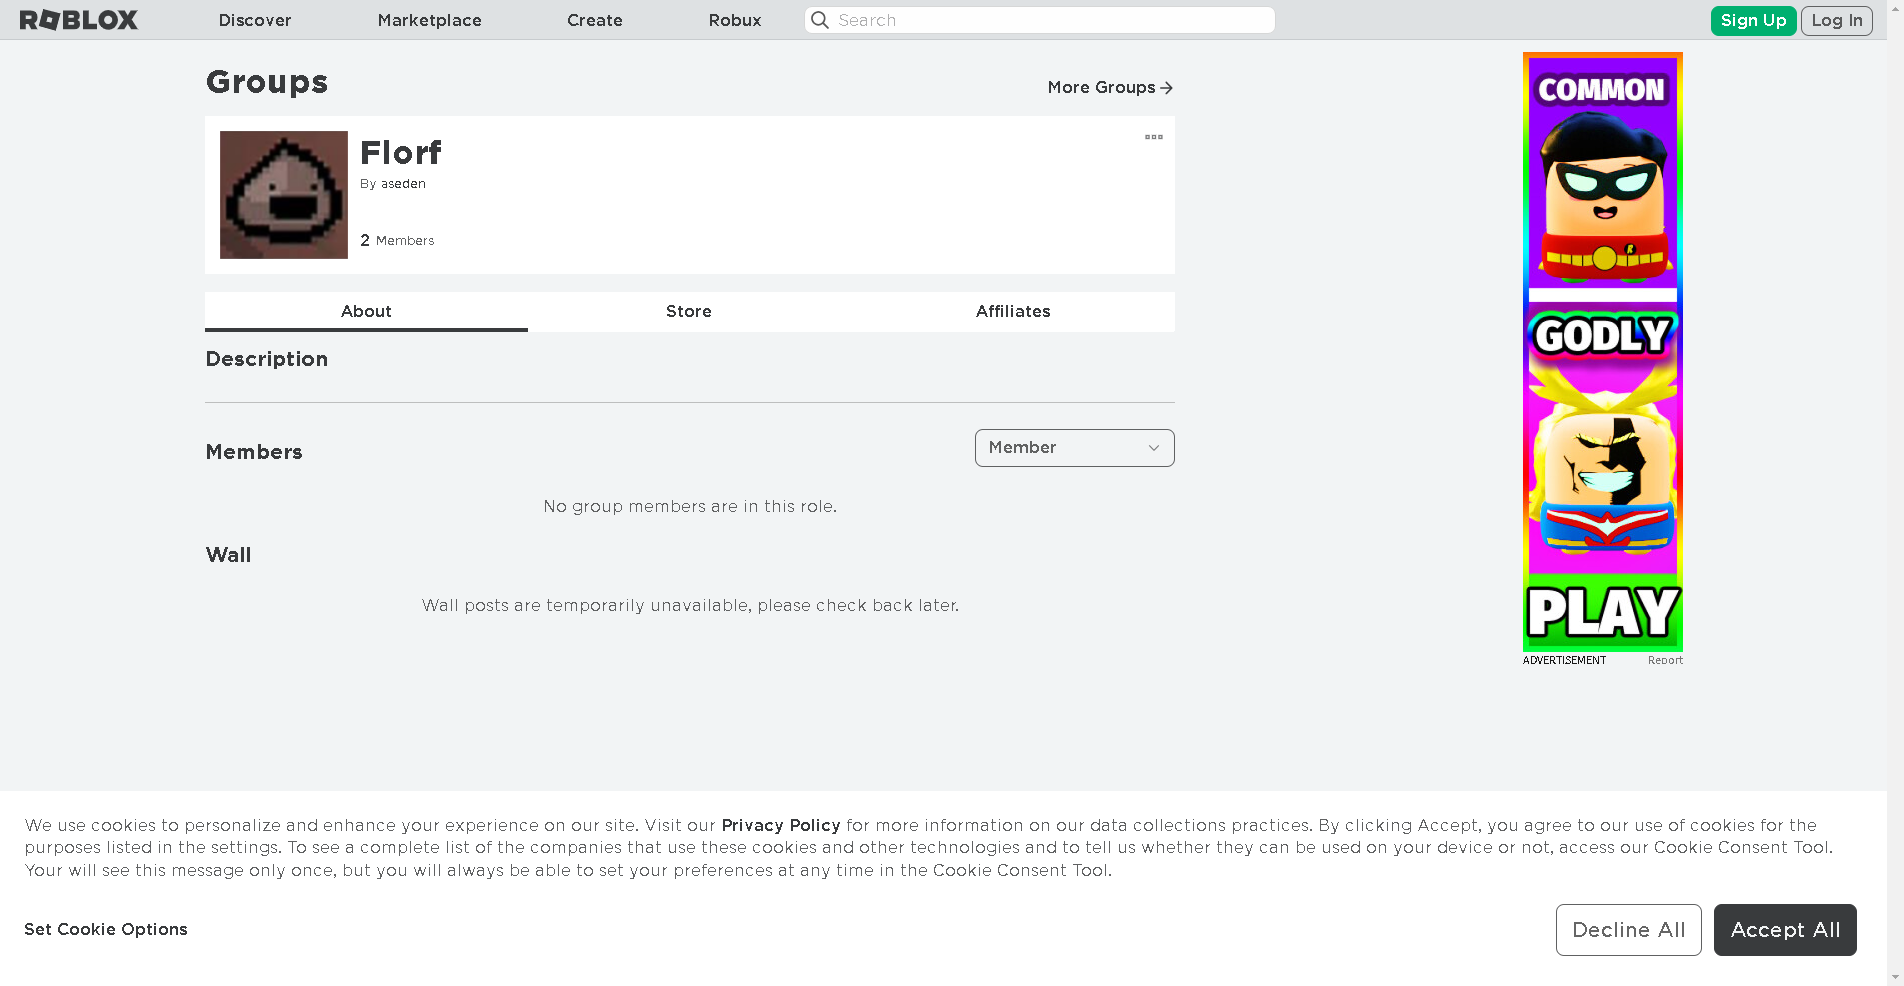 ROBLOX
Discover
Marketplace
Create
Robux
Search
Sign Up
Log In
Groups
More Groups
Florf
By aseden
2 Members
About
Store
Affiliates
Description
Members
Member
No group members are in this role.
Wall
Wall posts are temporarily unavailable, please check back later.
COMMON
R
GODLY
PLAY
ADVERTISEMENT
Report
We use cookies to personalize and enhance your experience on our site. Visit our Privacy Policy for more information on our data collections practices. By clicking Accept, you agree to our use of cookies for the
purposes listed in the settings. To see a complete list of the companies that use these cookies and other technologies and to tell us whether they can be used on your device or not, access our Cookie Consent Tool.
Your will see this message only once, but you will always be able to set your preferences at any time in the Cookie Consent Tool.
Set Cookie Options
Decline All
Accept All